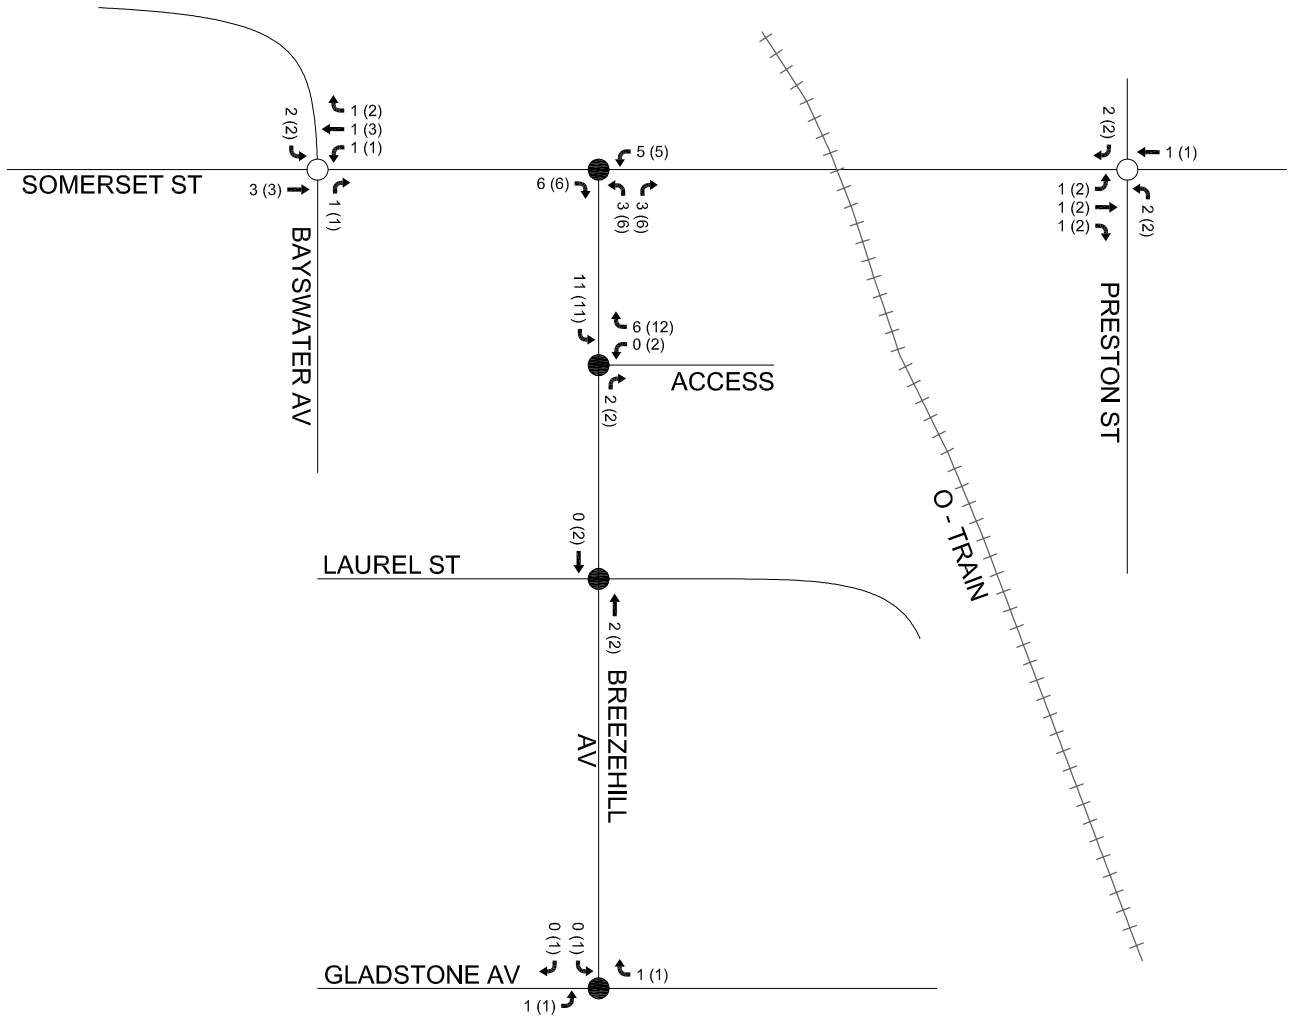 2 (2)
1 (2)
1 (3)
1 (1)
SOMERSET ST
3 (3)
1 (1)
BAYSWATER AV
5 (5)
6 (6)
3 (6)
3 (6)
2 (2)
1 (1)
1 (2)
1 (2)
1 (2)
2 (2)
PRESTON ST
11 (11)
6 (12)
0 (2)
ACCESS
2 (2)
O - TRAIN
0 (2)
LAUREL ST
2 (2)
BREEZEHILL
AV
0 (1)
0 (1)
GLADSTONE AV
1 (1)
1 (1)